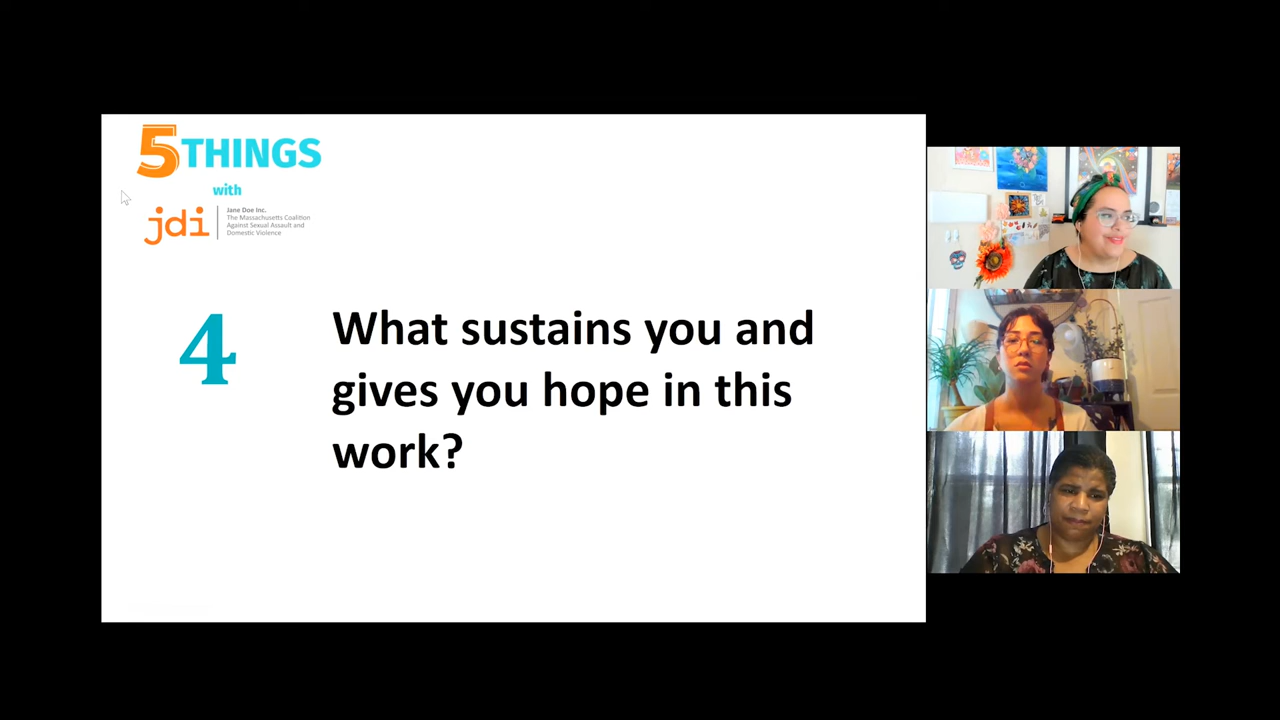 5THINGS
with
jdi
Jane Doe Inc.
The Massachusetts Coalition
Against Sexual Assault and
Domestic Violence
4
What sustains you and
gives you hope in this
work?